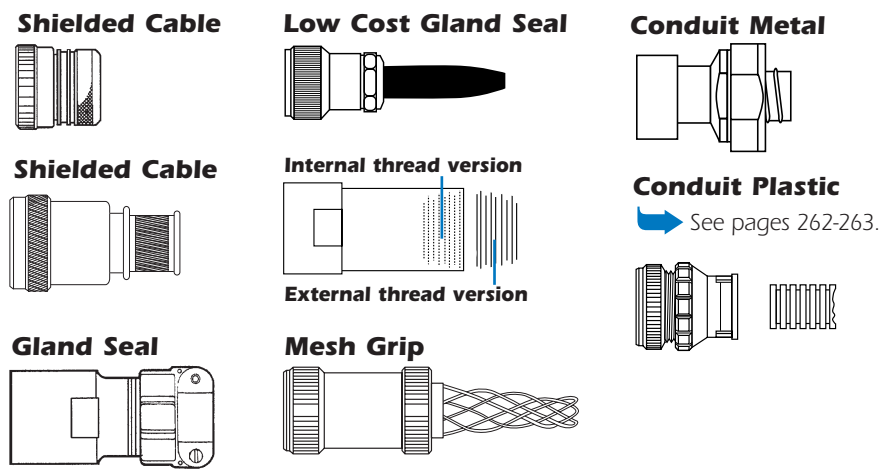 Shielded Cable
Low Cost Gland Seal
Conduit Metal
Shielded Cable
Internal thread version
External thread version
Conduit Plastic
See pages 262-263.
Gland Seal
Mesh Grip